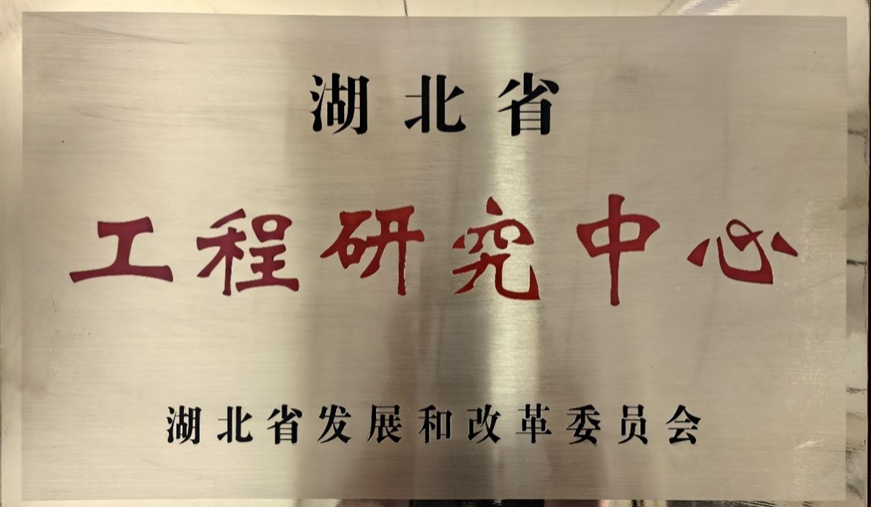 湖北省
工程研究中心
湖北省发展和改革委员会